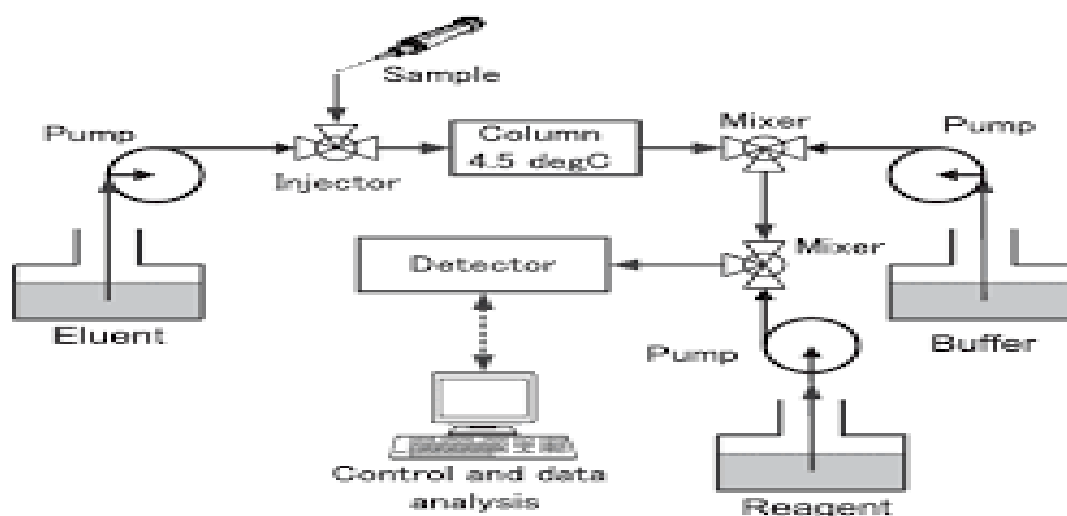 Sample
Pump
Injector
Column
4.5 degC
Mixer
Pump
Mixer
Detector
Eluent
Pump
Buffer
Control and data
analysis
Reagent